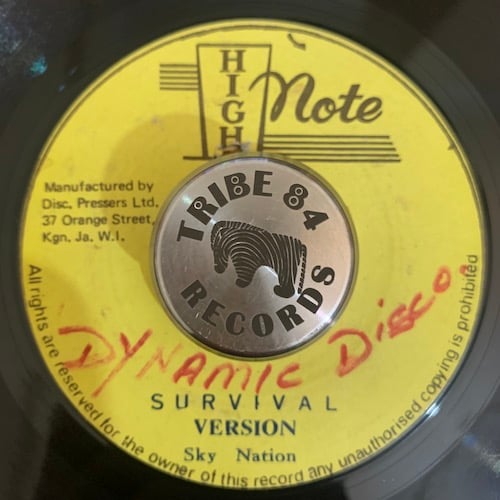 HIGH
Note
Manufactured by
Disc. Pressers Ltd.
37 Orange Street,
Kgn. Ja. W.I.
TRIBE 84
RECORDS
DYNAMIC DISCO.
SURVIVAL
VERSION
Sky Nation
All rights are reserved for the owner of this record any unauthorised copying is prohibited